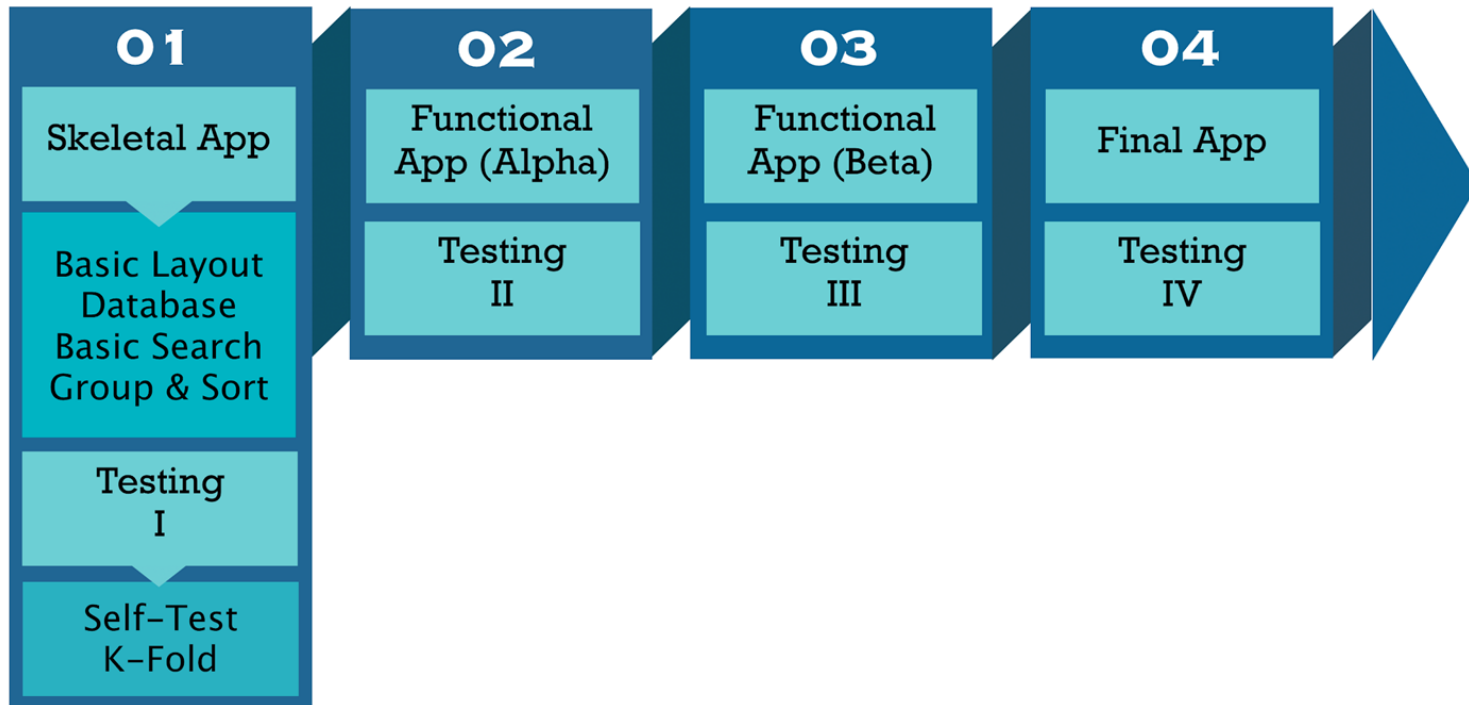 01
Skeletal App
Basic Layout
Database
Basic Search
Group & Sort
Testing
I
Self-Test
K-Fold
02
Functional
App (Alpha)
Testing
II
03
Functional
App (Beta)
Testing
III
04
Final App
Testing
IV